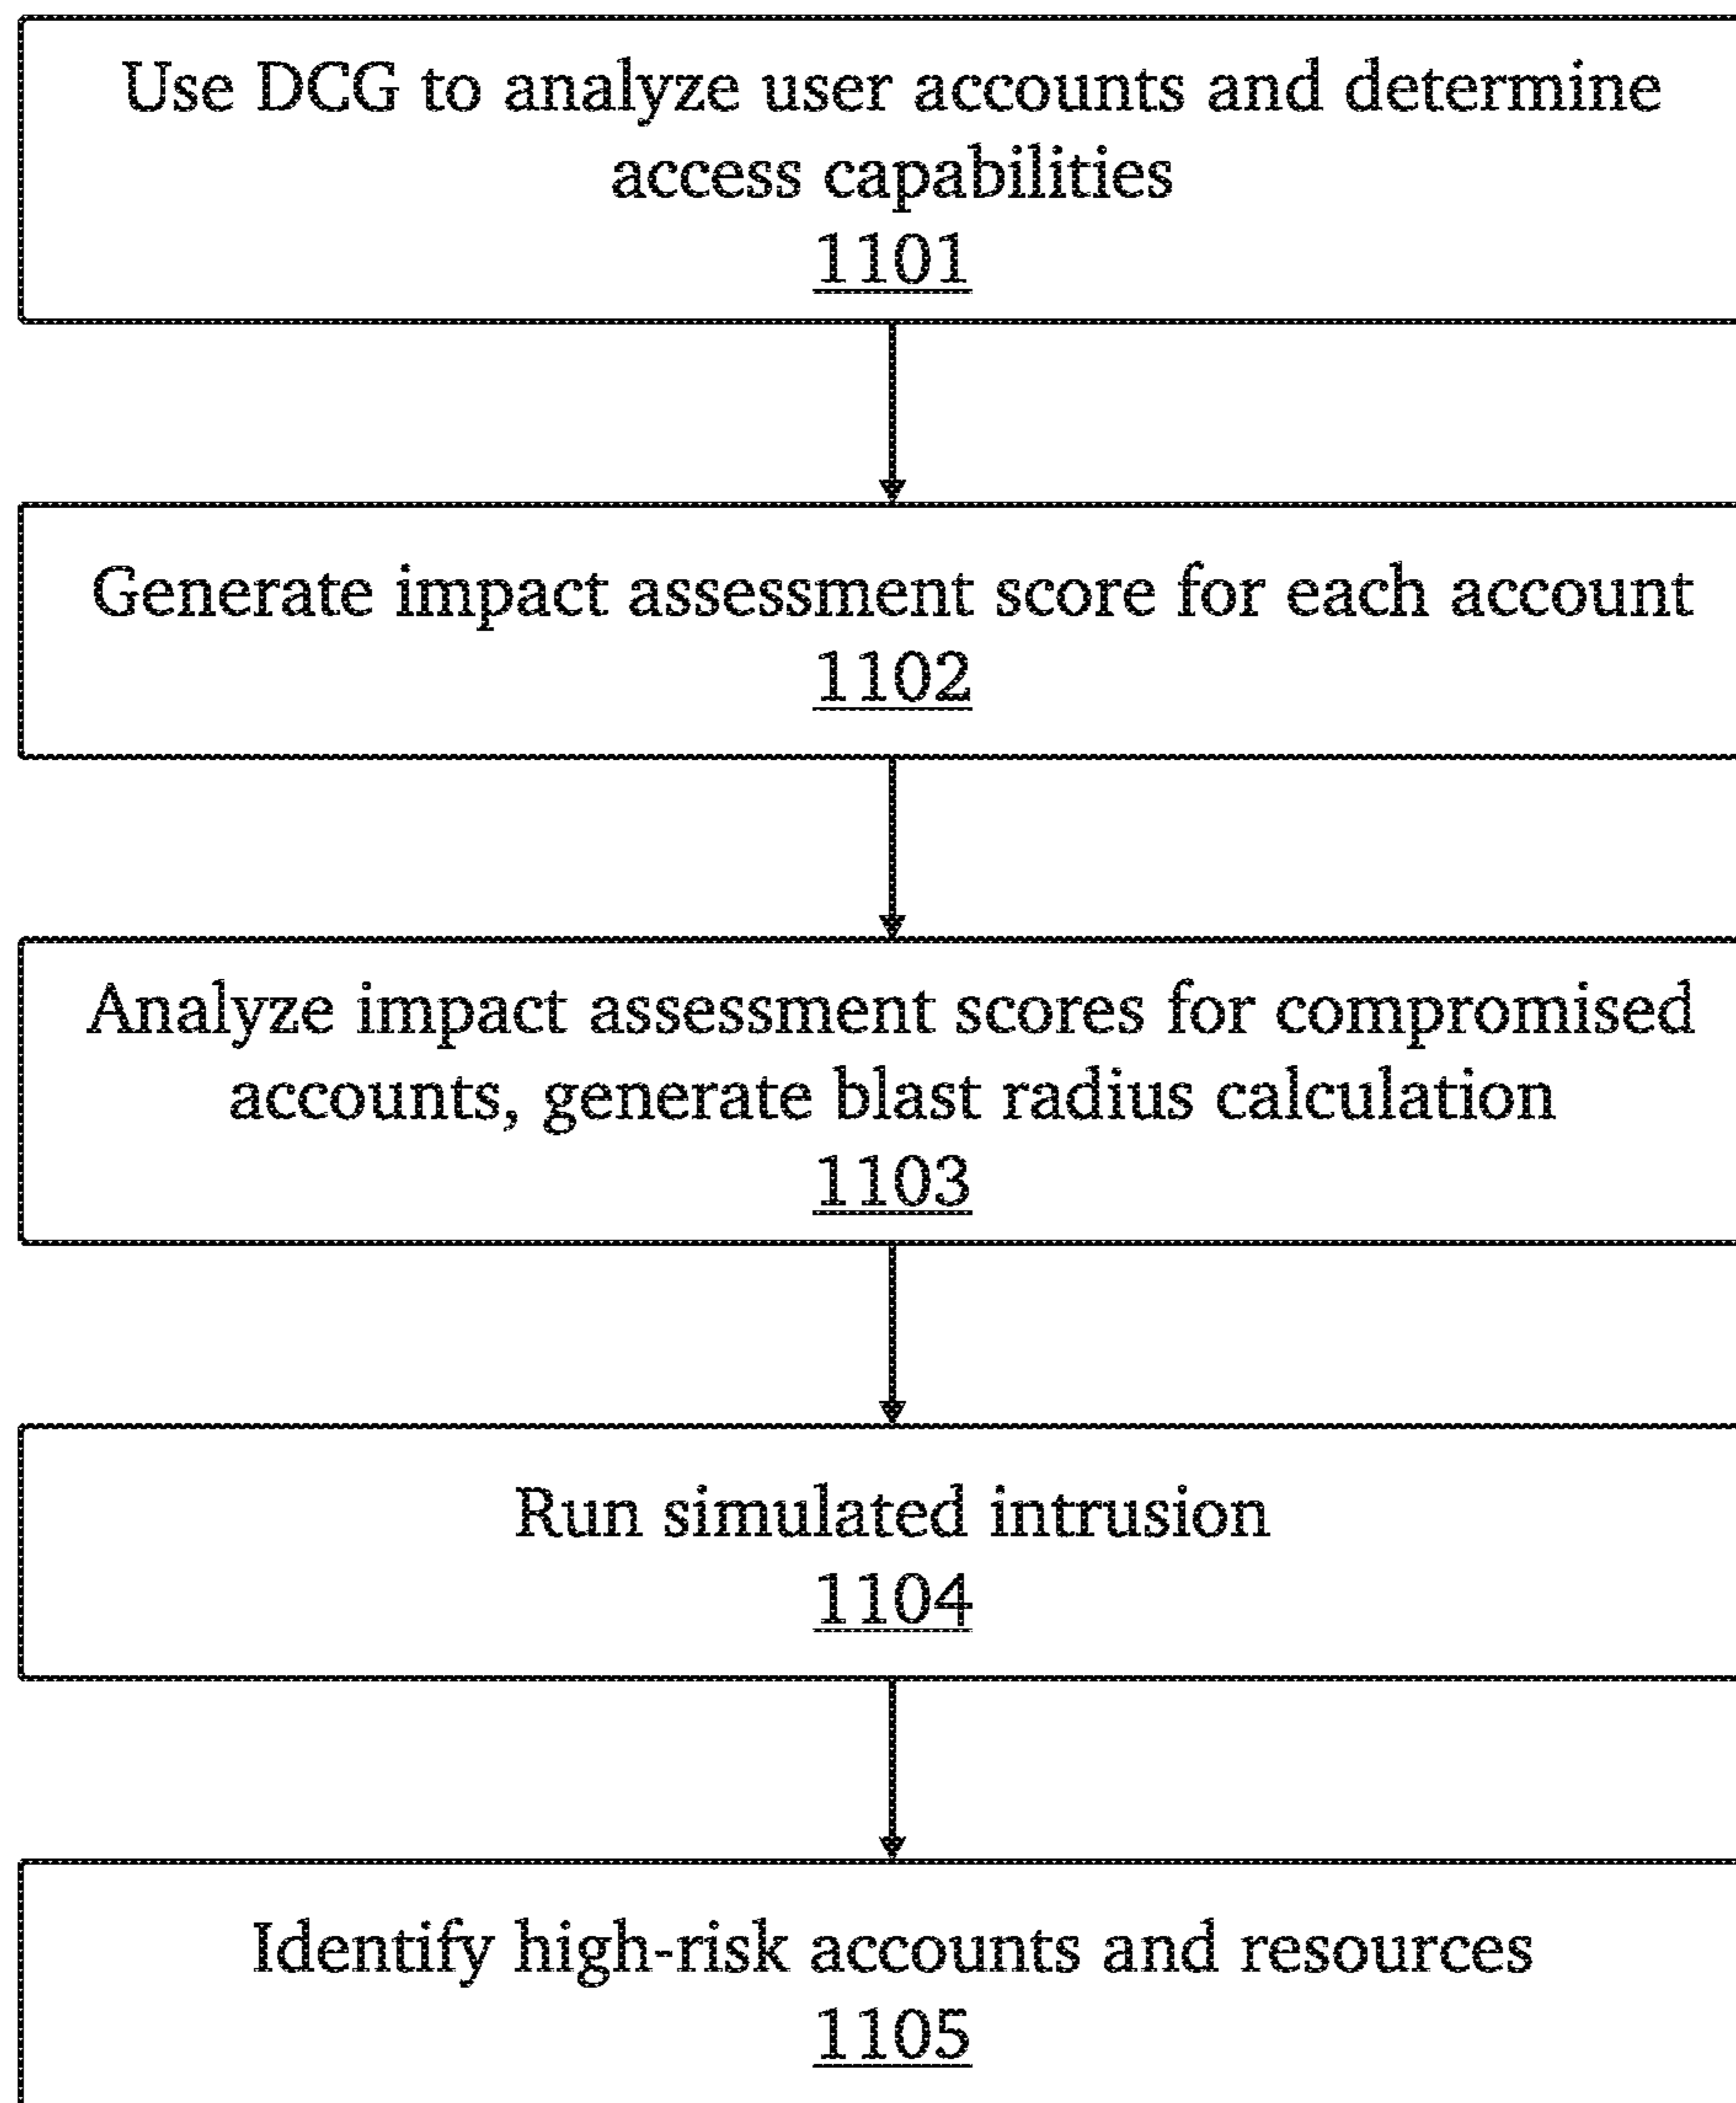 Use DCG to analyze user accounts and determine
access capabilities
1101
Generate impact assessment score for each account
1102
Analyze impact assessment scores for compromised
accounts, generate blast radius calculation
1103
Run simulated intrusion
1104
Identify high-risk accounts and resources
1105